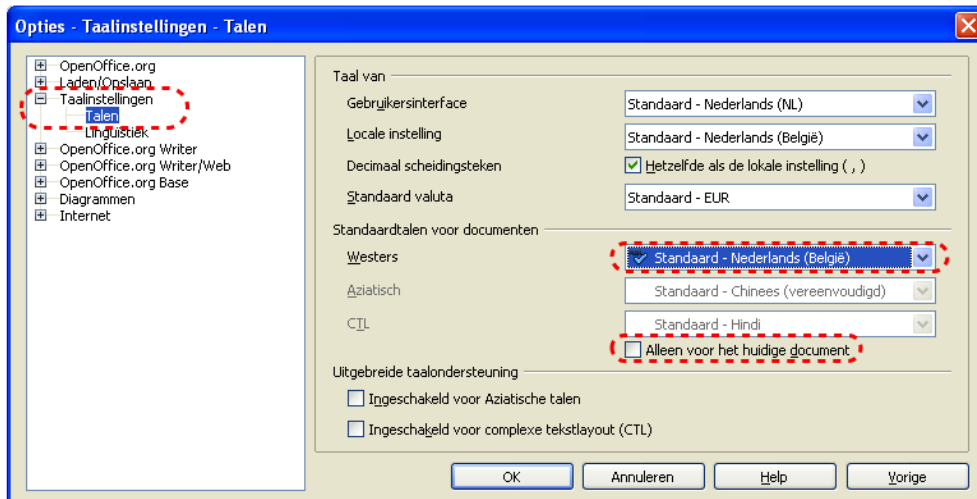 Opties - Taalinstellingen - Talen
OpenOffice.org
Laden/Opslaan
Taalinstellingen
Talen
Linguistiek
OpenOffice.org Writer
OpenOffice.org Writer/Web
OpenOffice.org Base
Diagrammen
Internet
Taal van
Gebruikersinterface
Standaard - Nederlands (NL)
Locale instelling
Standaard - Nederlands (België)
Decimaal scheidingsteken
Hetzelfde als de lokale instelling ( , )
Standaard valuta
Standaard - EUR
Standaardtalen voor documenten
Westers
Standaard - Nederlands (België)
Aziatisch
Standaard - Chinees (vereenvoudigd)
CTL
Standaard - Hindi
Alleen voor het huidige document
Uitgebreide taalondersteuning
Ingeschakeld voor Aziatische talen
Ingeschakeld voor complexe tekstlayout (CTL)
OK
Annuleren
Help
Vorige